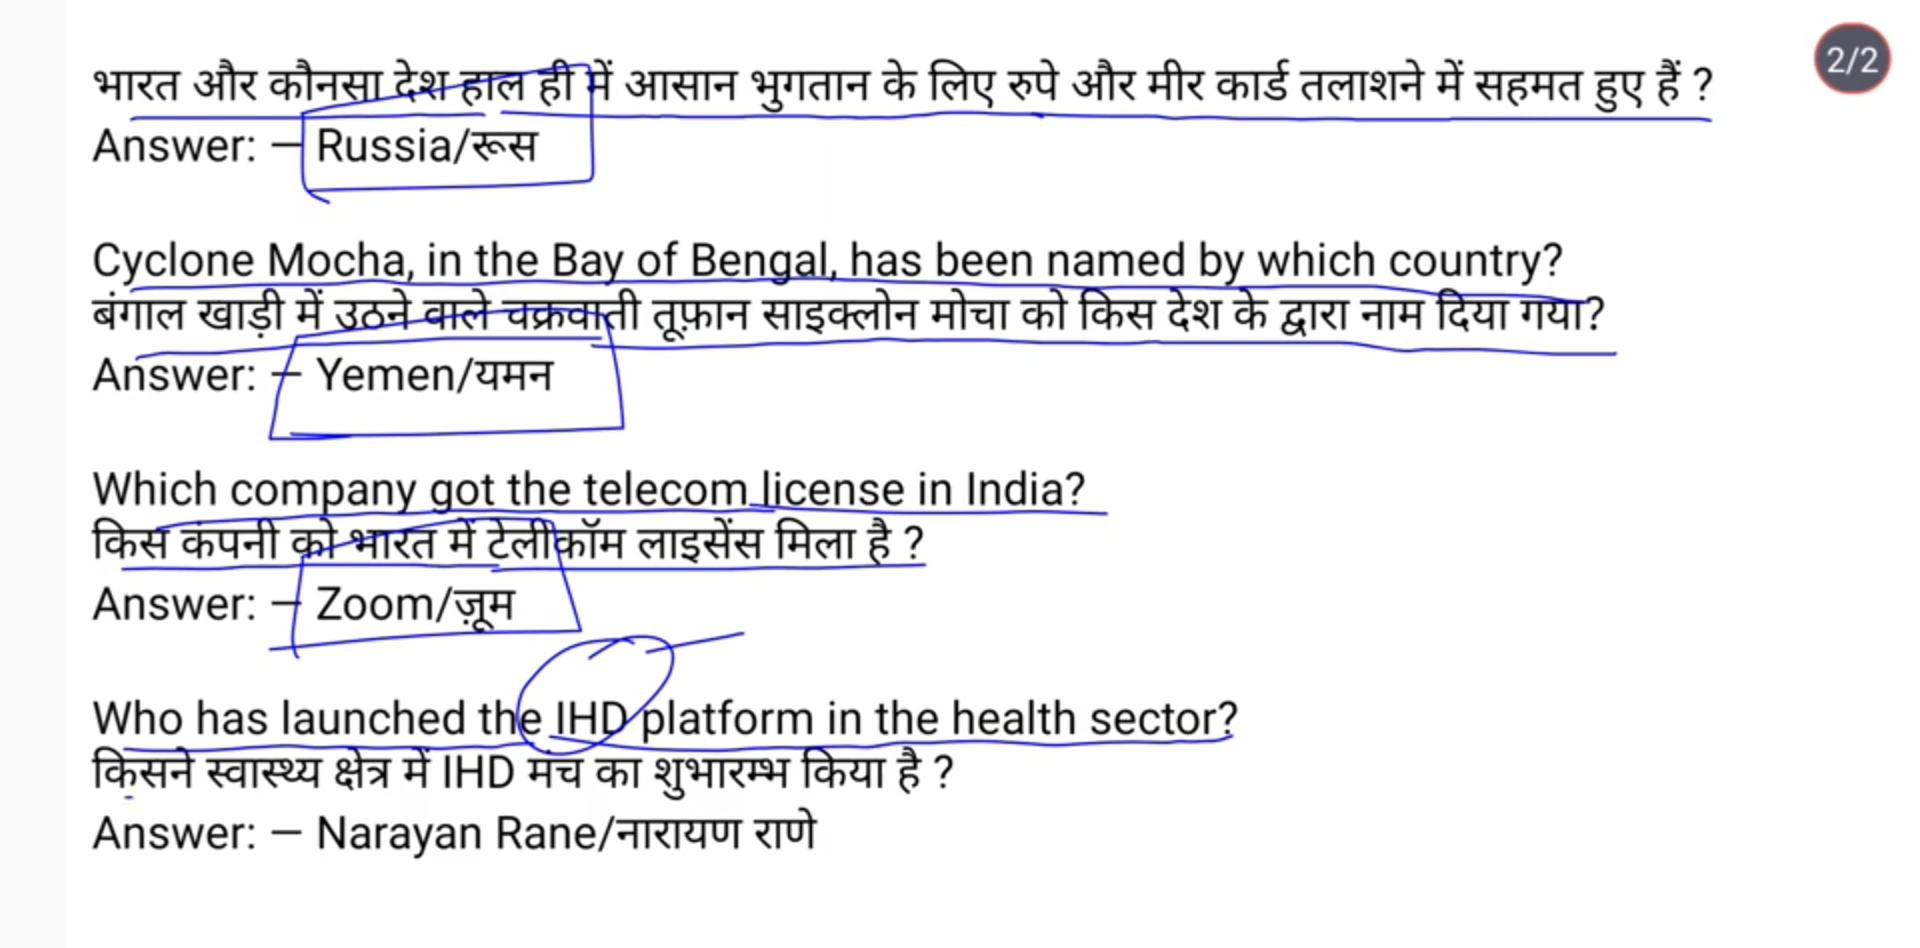 2/2
भारत और कौनसा देश हाल ही में आसान भुगतान के लिए रुपे और मीर कार्ड तलाशने में सहमत हुए हैं ?
Answer: – Russia/रूस
Cyclone Mocha, in the Bay of Bengal, has been named by which country?
बंगाल खाड़ी में उठने वाले चक्रवाती तूफ़ान साइक्लोन मोचा को किस देश के द्वारा नाम दिया गया?
Answer: – Yemen/यमन
Which company got the telecom license in India?
किस कंपनी को भारत में टेलीकॉम लाइसेंस मिला है ?
Answer: – Zoom/ज़ूम
Who has launched the IHD platform in the health sector?
किसने स्वास्थ्य क्षेत्र में IHD मंच का शुभारम्भ किया है ?
Answer: – Narayan Rane/नारायण राणे